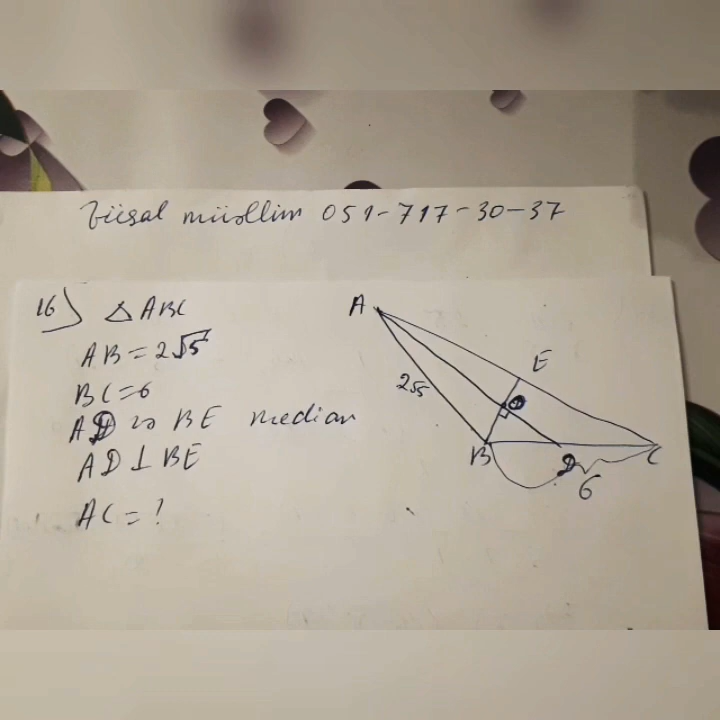 Vüsal müəllim 051-717-30-37
16) △ ABC
AB = 2√5
BC = 6
AD və BE median
AD ⊥ BE
AC = ?
A
E
2√5
O
B
D
C
6